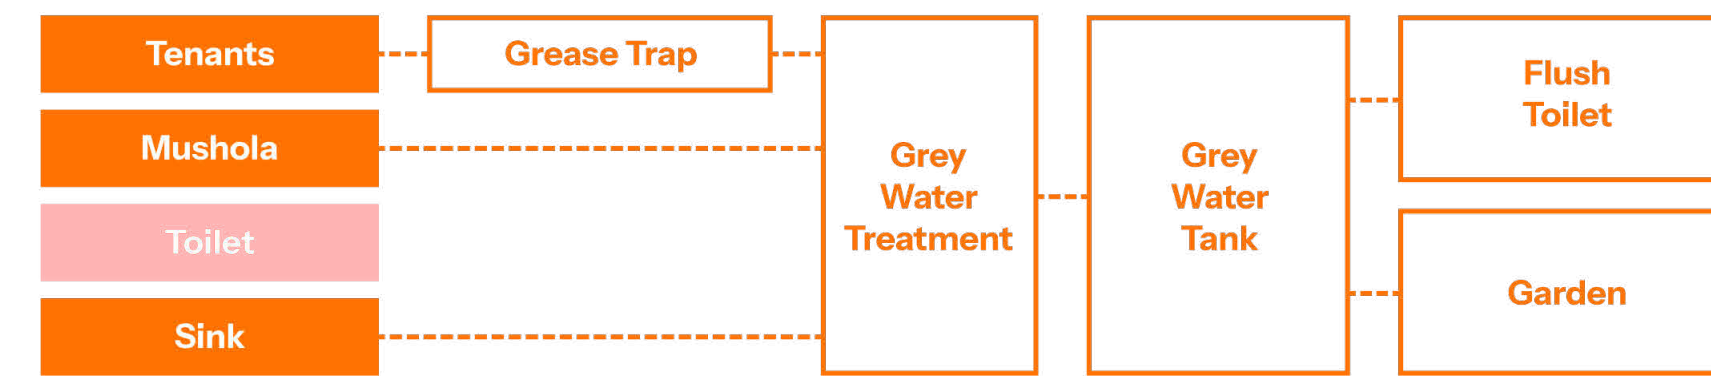 Tenants
Grease Trap
Mushola
Toilet
Sink
Grey
Water
Treatment
Grey
Water
Tank
Flush
Toilet
Garden